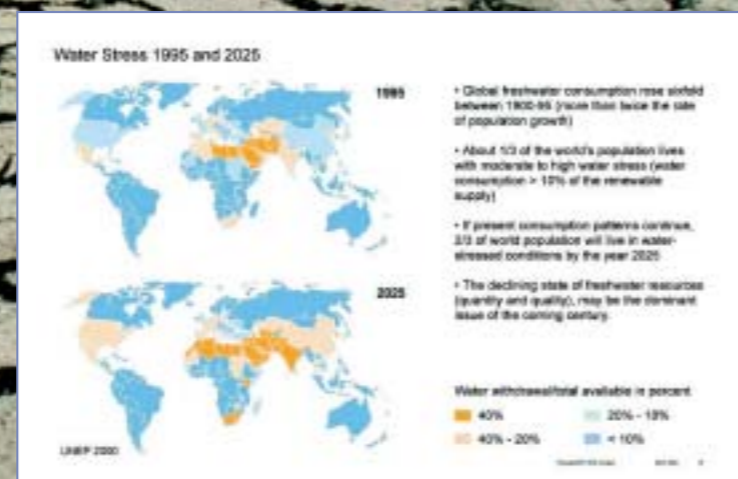 Water Stress 1995 and 2025
1995
• Global freshwater consumption rose sixfold
between 1900-95 (more than twice the rate
of population growth)
• About 1/3 of the world's population lives
with moderate to high water stress (water
consumption > 10% of the renewable
supply)
• If present consumption patterns continue,
2/3 of world population will live in water-
stressed conditions by the year 2025
2025
• The declining state of freshwater resources
(quantity and quality), may be the dominant
issue of the coming century.
Water withdrawal/total available in percent
40% 20% - 10%
40% - 20% < 10%
UNEP 2000